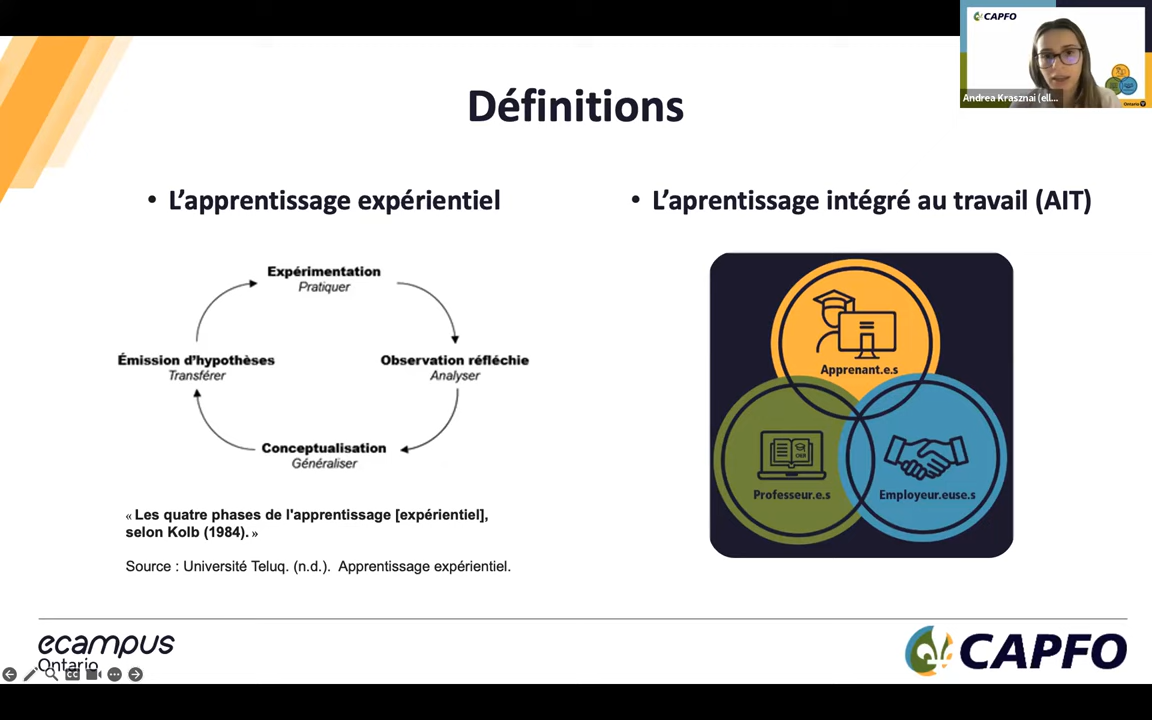 CAPFO
Andrea Krasznai (ell...
Ontario
Définitions
• L'apprentissage expérientiel
Expérimentation
Pratiquer
Émission d'hypothèses
Transférer
Observation réfléchie
Analyser
Conceptualisation
Généraliser
« Les quatre phases de l'apprentissage [expérientiel],
selon Kolb (1984). »
Source : Université Teluq. (n.d.). Apprentissage expérientiel.
• L'aprentissage intégré au travail (AIT)
Apprenant.e.s
Professeur.e.s
Employeur.euse.s
ecampus
Ontario
CC
CAPFO